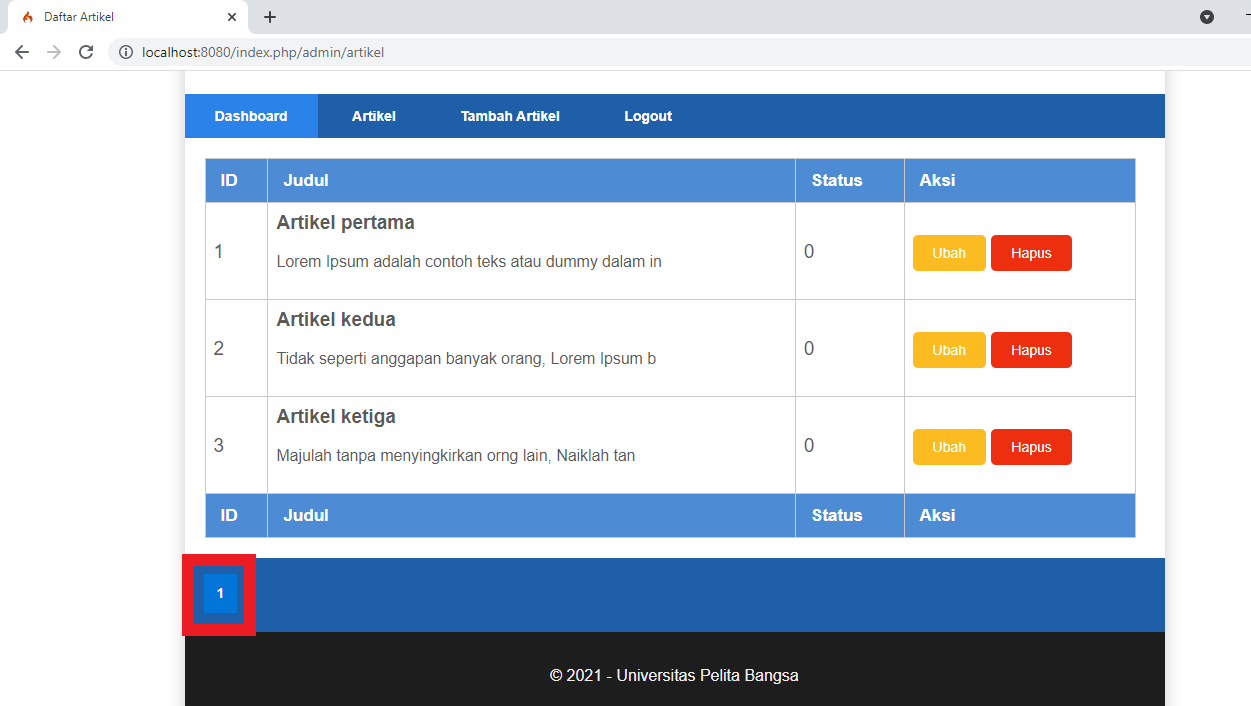 Daftar Artikel
localhost:8080/index.php/admin/artikel
Dashboard Artikel Tambah Artikel Logout
ID Judul Status Aksi
1 Artikel pertama 0 Ubah Hapus
Lorem Ipsum adalah contoh teks atau dummy dalam in
2 Artikel kedua 0 Ubah Hapus
Tidak seperti anggapan banyak orang, Lorem Ipsum b
3 Artikel ketiga 0 Ubah Hapus
Majulah tanpa menyingkirkan orng lain, Naiklah tan
ID Judul Status Aksi
1
© 2021 - Universitas Pelita Bangsa